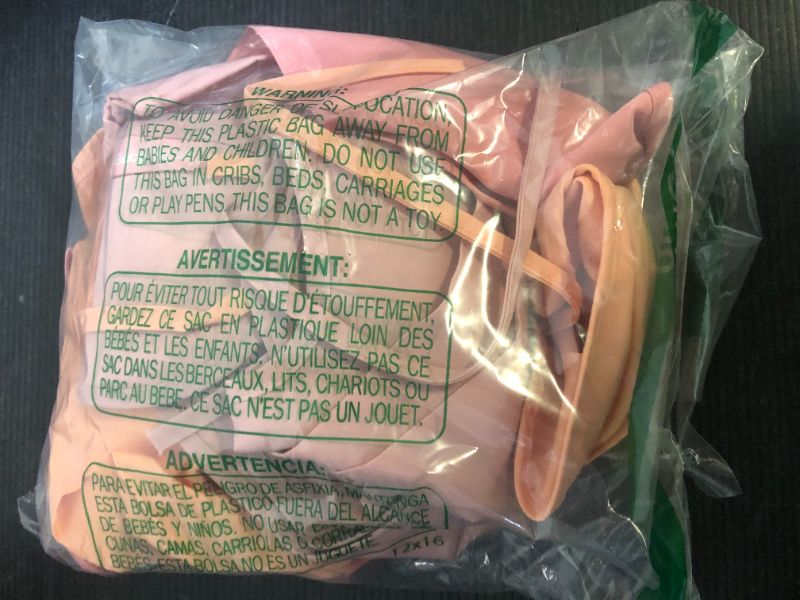 WARNING:
TO AVOID DANGER OF SUFFOCATION,
KEEP THIS PLASTIC BAG AWAY FROM
BABIES AND CHILDREN. DO NOT USE
THIS BAG IN CRIBS, BEDS, CARRIAGES
OR PLAY PENS. THIS BAG IS NOT A TOY.
AVERTISSEMENT:
POUR ÉVITER TOUT RISQUE D'ÉTOUFFEMENT,
GARDEZ CE SAC EN PLASTIQUE LOIN DES
BÉBÉS ET LES ENFANTS. N'UTILISEZ PAS CE
SAC DANS LES BERCEAUX, LITS, CHARIOTS OU
PARC AU BEBE. CE SAC N'EST PAS UN JOUET.
ADVERTENCIA:
PARA EVITAR EL PELIGRO DE ASFIXIA, MANTENGA
ESTA BOLSA DE PLASTICO FUERA DEL ALCANCE
DE BEBÉS Y NIÑOS. NO USAR
CUNAS, CAMAS, CARRIOLAS O
BEBES. ESTA BOLSA NO ES UN JUGUETE.
12x16